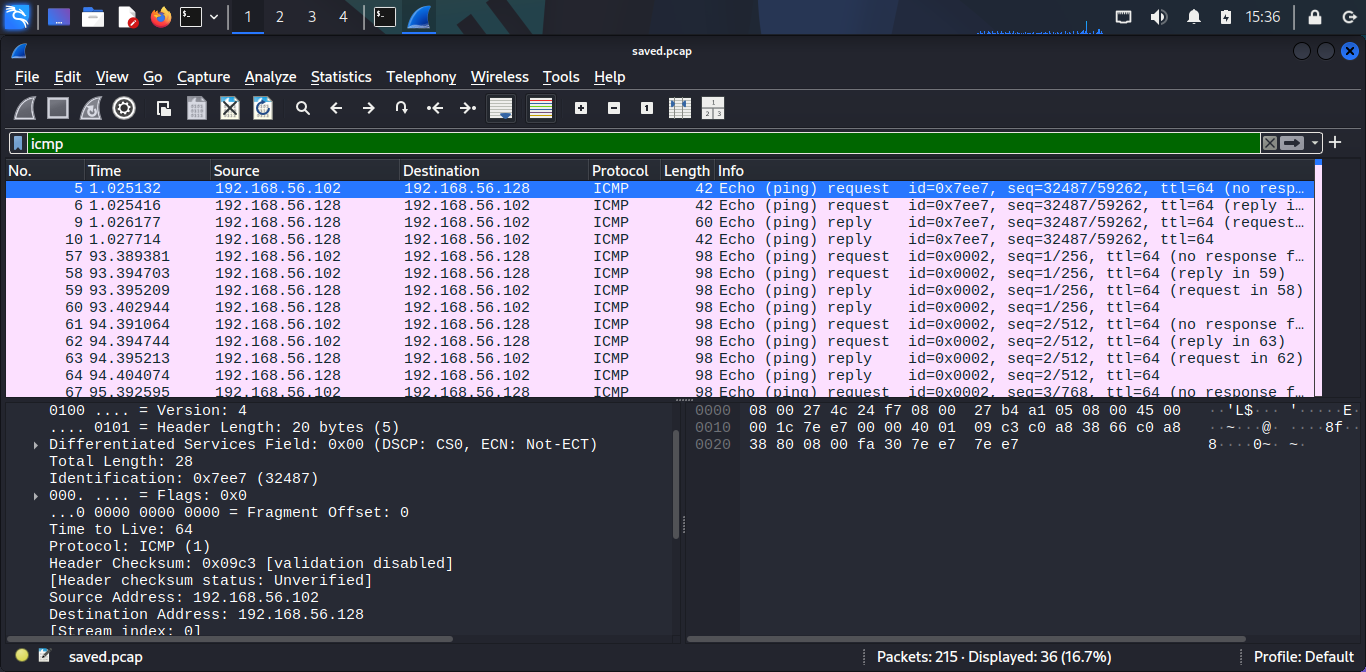 1 2 3 4 15:36
saved.pcap
File Edit View Go Capture Analyze Statistics Telephony Wireless Tools Help
icmp
No. Time Source Destination Protocol Length Info
5 1.025132 192.168.56.102 192.168.56.128 ICMP 42 Echo (ping) request id=0x7ee7, seq=32487/59262, ttl=64 (no resp…
6 1.025416 192.168.56.128 192.168.56.102 ICMP 42 Echo (ping) request id=0x7ee7, seq=32487/59262, ttl=64 (reply i…
9 1.026177 192.168.56.128 192.168.56.102 ICMP 60 Echo (ping) reply id=0x7ee7, seq=32487/59262, ttl=64 (request…
10 1.027714 192.168.56.128 192.168.56.102 ICMP 42 Echo (ping) reply id=0x7ee7, seq=32487/59262, ttl=64
57 93.389381 192.168.56.102 192.168.56.128 ICMP 98 Echo (ping) request id=0x0002, seq=1/256, ttl=64 (no response f…
58 93.394703 192.168.56.102 192.168.56.128 ICMP 98 Echo (ping) request id=0x0002, seq=1/256, ttl=64 (reply in 59)
59 93.395209 192.168.56.128 192.168.56.102 ICMP 98 Echo (ping) reply id=0x0002, seq=1/256, ttl=64 (request in 58)
60 93.402944 192.168.56.128 192.168.56.102 ICMP 98 Echo (ping) reply id=0x0002, seq=1/256, ttl=64
61 94.391064 192.168.56.102 192.168.56.128 ICMP 98 Echo (ping) request id=0x0002, seq=2/512, ttl=64 (no response f…
62 94.394744 192.168.56.102 192.168.56.128 ICMP 98 Echo (ping) request id=0x0002, seq=2/512, ttl=64 (reply in 63)
63 94.395213 192.168.56.128 192.168.56.102 ICMP 98 Echo (ping) reply id=0x0002, seq=2/512, ttl=64 (request in 62)
64 94.404074 192.168.56.128 192.168.56.102 ICMP 98 Echo (ping) reply id=0x0002, seq=2/512, ttl=64
67 95.392595 192.168.56.102 192.168.56.128 ICMP 98 Echo (ping) request id=0x0002, seq=3/768, ttl=64 (no response f…
0100 .... = Version: 4
.... 0101 = Header Length: 20 bytes (5)
Differentiated Services Field: 0x00 (DSCP: CS0, ECN: Not-ECT)
Total Length: 28
Identification: 0x7ee7 (32487)
000. .... = Flags: 0x0
...0 0000 0000 0000 = Fragment Offset: 0
Time to Live: 64
Protocol: ICMP (1)
Header Checksum: 0x09c3 [validation disabled]
[Header checksum status: Unverified]
Source Address: 192.168.56.102
Destination Address: 192.168.56.128
[Stream index: 0]
0000 08 00 27 4c 24 f7 08 00 27 b4 a1 05 08 00 45 00 ··'L$··· '·····E·
0010 00 1c 7e e7 00 00 40 01 09 c3 c0 a8 38 66 c0 a8 ··~···@· ····8f··
0020 38 80 08 00 fa 30 7e e7 7e e7 8····0~· ~·
saved.pcap
Packets: 215 · Displayed: 36 (16.7%)
Profile: Default